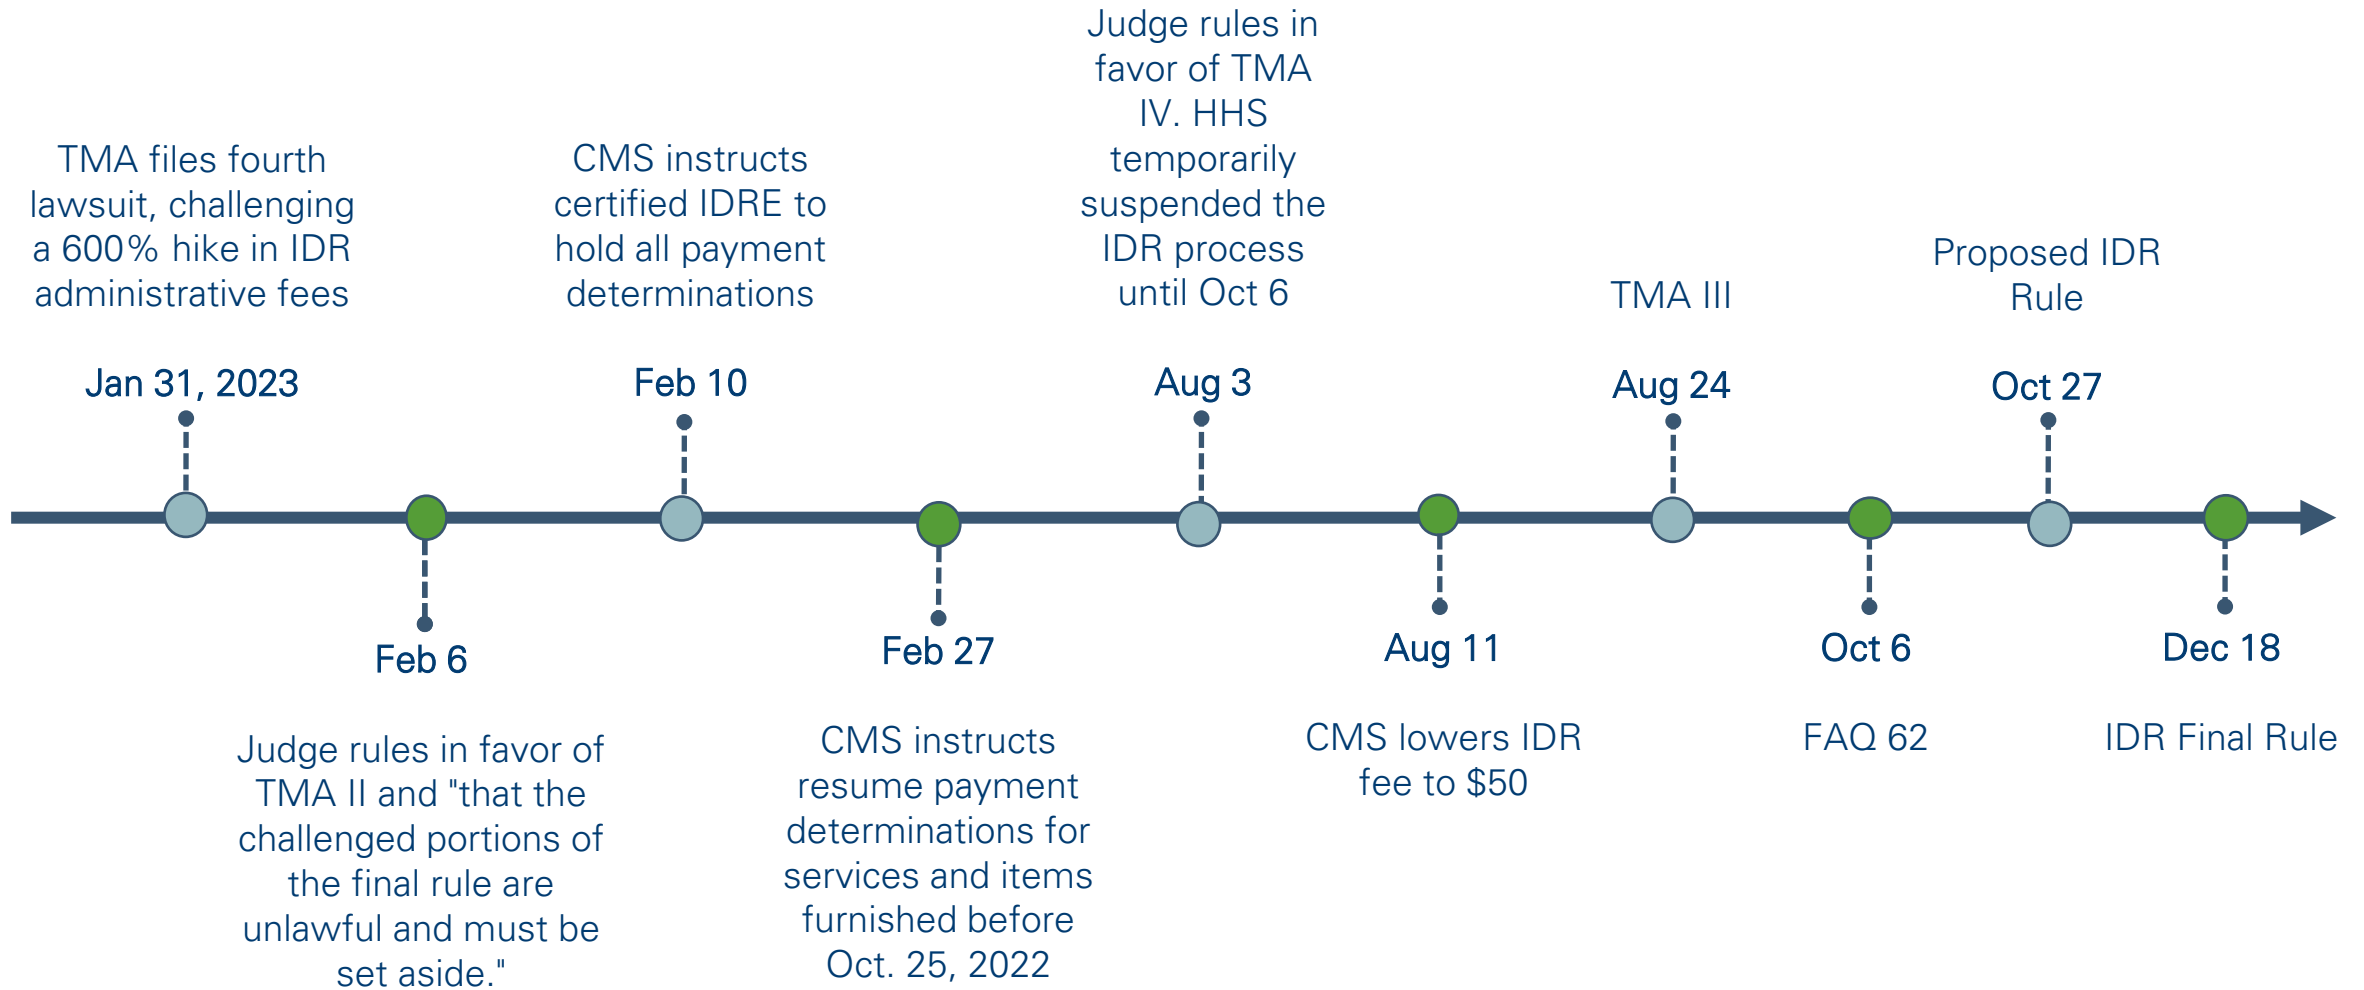 TMA files fourth
lawsuit, challenging
a 600% hike in IDR
administrative fees
Jan 31, 2023
Feb 6
Judge rules in favor of
TMA II and "that the
challenged portions of
the final rule are
unlawful and must be
set aside."
CMS instructs
certified IDRE to
hold all payment
determinations
Feb 10
Feb 27
CMS instructs
resume payment
determinations for
services and items
furnished before
Oct. 25, 2022
Judge rules in
favor of TMA
IV. HHS
temporarily
suspended the
IDR process
until Oct 6
Aug 3
Aug 11
CMS lowers IDR
fee to $50
TMA III
Aug 24
Oct 6
FAQ 62
Proposed IDR
Rule
Oct 27
Dec 18
IDR Final Rule